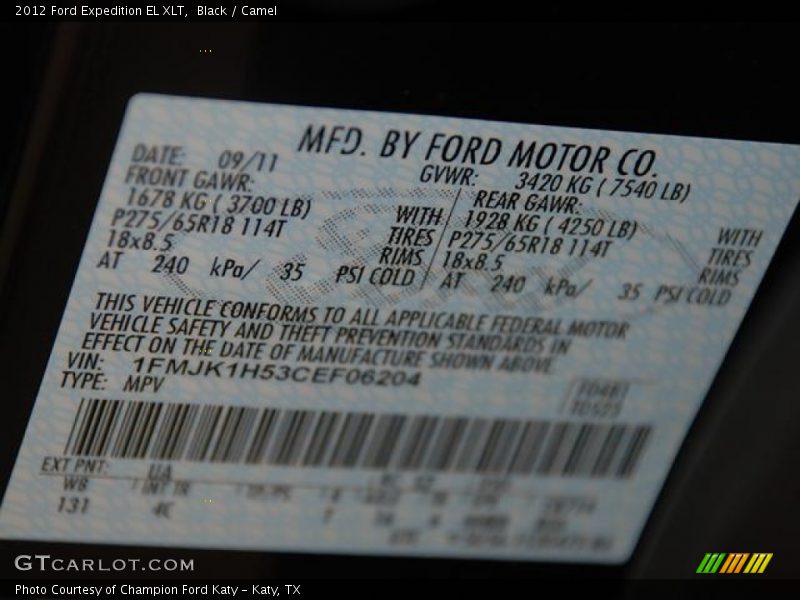 2012 Ford Expedition EL XLT,  Black / Camel
MFD. BY FORD MOTOR CO.
DATE: 09/11 GVWR: 3420 KG ( 7540 LB)
FRONT GAWR: REAR GAWR:
1678 KG ( 3700 LB) WITH 1928 KG ( 4250 LB) WITH
P275/65R18 114T TIRES P275/65R18 114T TIRES
18x8.5 RIMS 18x8.5 RIMS
AT 240 kPa/ 35 PSI COLD AT 240 kPa/ 35 PSI COLD
THIS VEHICLE CONFORMS TO ALL APPLICABLE FEDERAL MOTOR
VEHICLE SAFETY AND THEFT PREVENTION STANDARDS IN
EFFECT ON THE DATE OF MANUFACTURE SHOWN ABOVE
VIN: 1FMJK1H53CEF06204
TYPE: MPV
EXT PNT: UA
WB INT TR
131 4C
GTCARLOT.COM
Photo Courtesy of Champion Ford Katy - Katy, TX